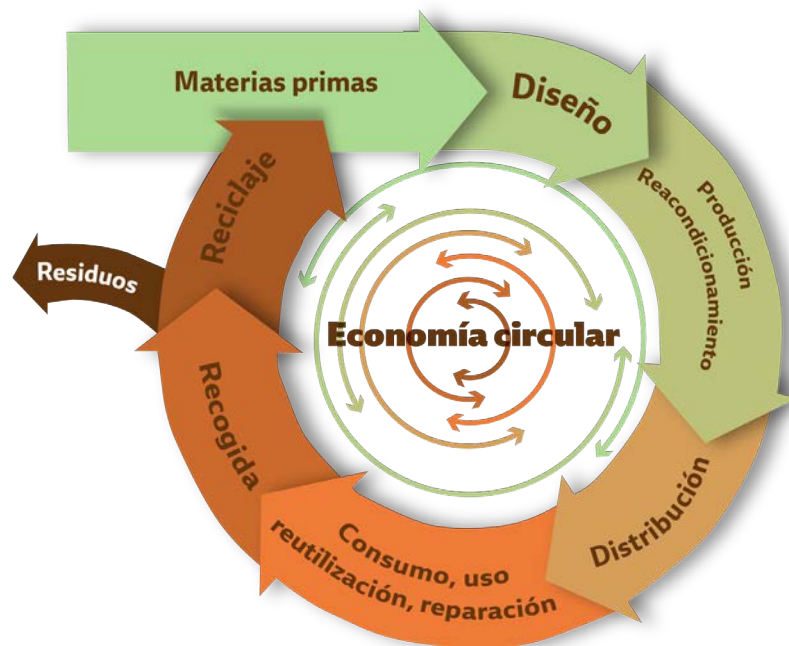 Materias primas
Diseño
Producción
Reacondicionamiento
Distribución
Consumo, uso
reutilización, reparación
Recogida
Reciclaje
Residuos
Economía circular